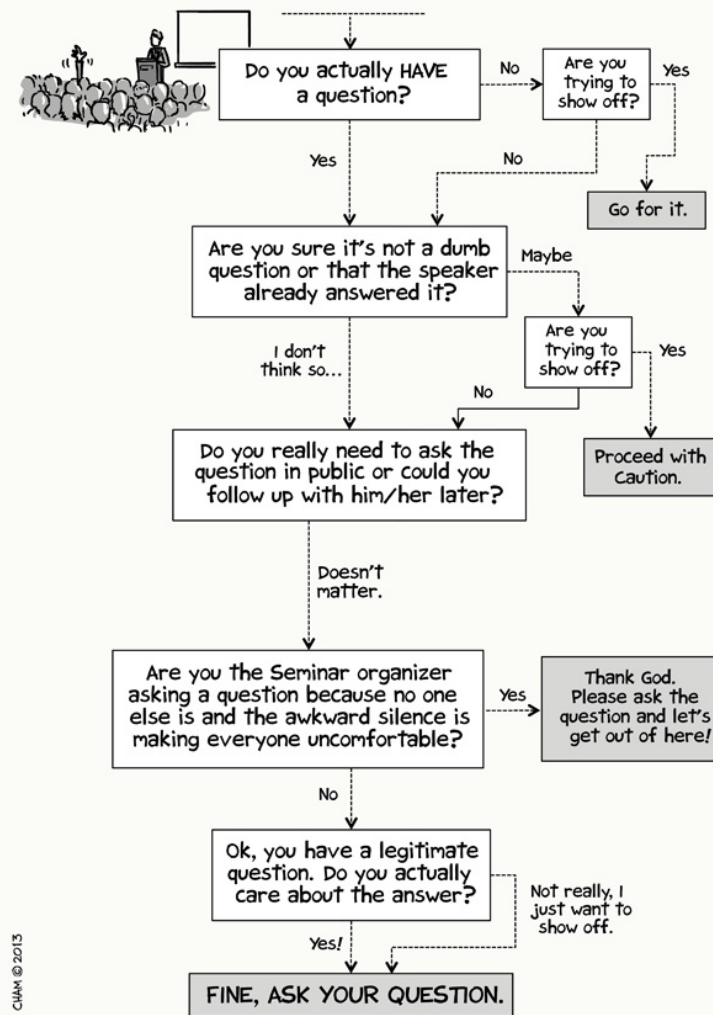 Do you actually HAVE
a question?
No
Are you
trying to
show off?
Yes
Go for it.
Yes
No
Are you sure it's not a dumb
question or that the speaker
already answered it?
Maybe
Are you
trying to
show off?
Yes
Proceed with
Caution.
I don't
think so...
No
Do you really need to ask the
question in public or could you
follow up with him/her later?
Doesn't
matter.
Are you the Seminar organizer
asking a question because no one
else is and the awkward silence is
making everyone uncomfortable?
Yes
Thank God.
Please ask the
question and let's
get out of here!
No
Ok, you have a legitimate
question. Do you actually
care about the answer?
Not really, I
just want to
show off.
Yes!
FINE, ASK YOUR QUESTION.
CHAM © 2013